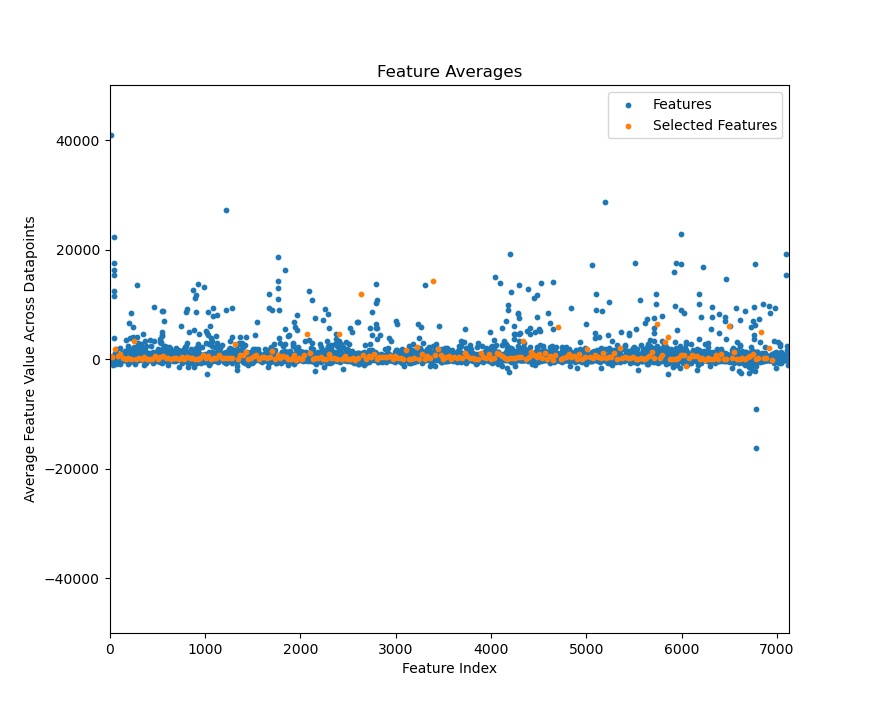 Feature Averages
Features
Selected Features
40000
20000
0
−20000
−40000
Average Feature Value Across Datapoints
0 1000 2000 3000 4000 5000 6000 7000
Feature Index